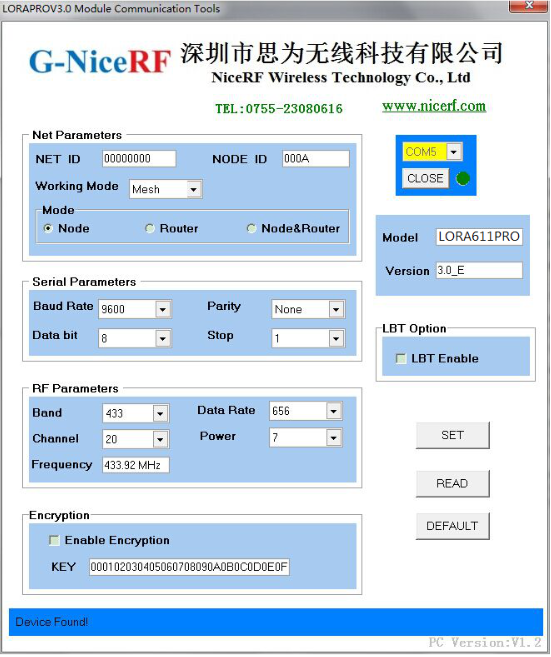 LORAPROV3.0 Module Communication Tools
G-NiceRF 深圳市思为无线科技有限公司
NiceRF Wireless Technology Co., Ltd
TEL:0755-23080616 www.nicerf.com
Net Parameters
NET ID 00000000 NODE ID 000A
Working Mode Mesh
Mode
Node Router Node&Router
COM5
CLOSE
Model LORA611PRO
Version 3.0_E
Serial Parameters
Baud Rate 9600 Parity None
Data bit 8 Stop 1
LBT Option
LBT Enable
RF Parameters
Band 433 Data Rate 656
Channel 20 Power 7
Frequency 433.92 MHz
SET
READ
DEFAULT
Encryption
Enable Encryption
KEY 000102030405060708090A0B0C0D0E0F
Device Found!
PC Version:V1.2